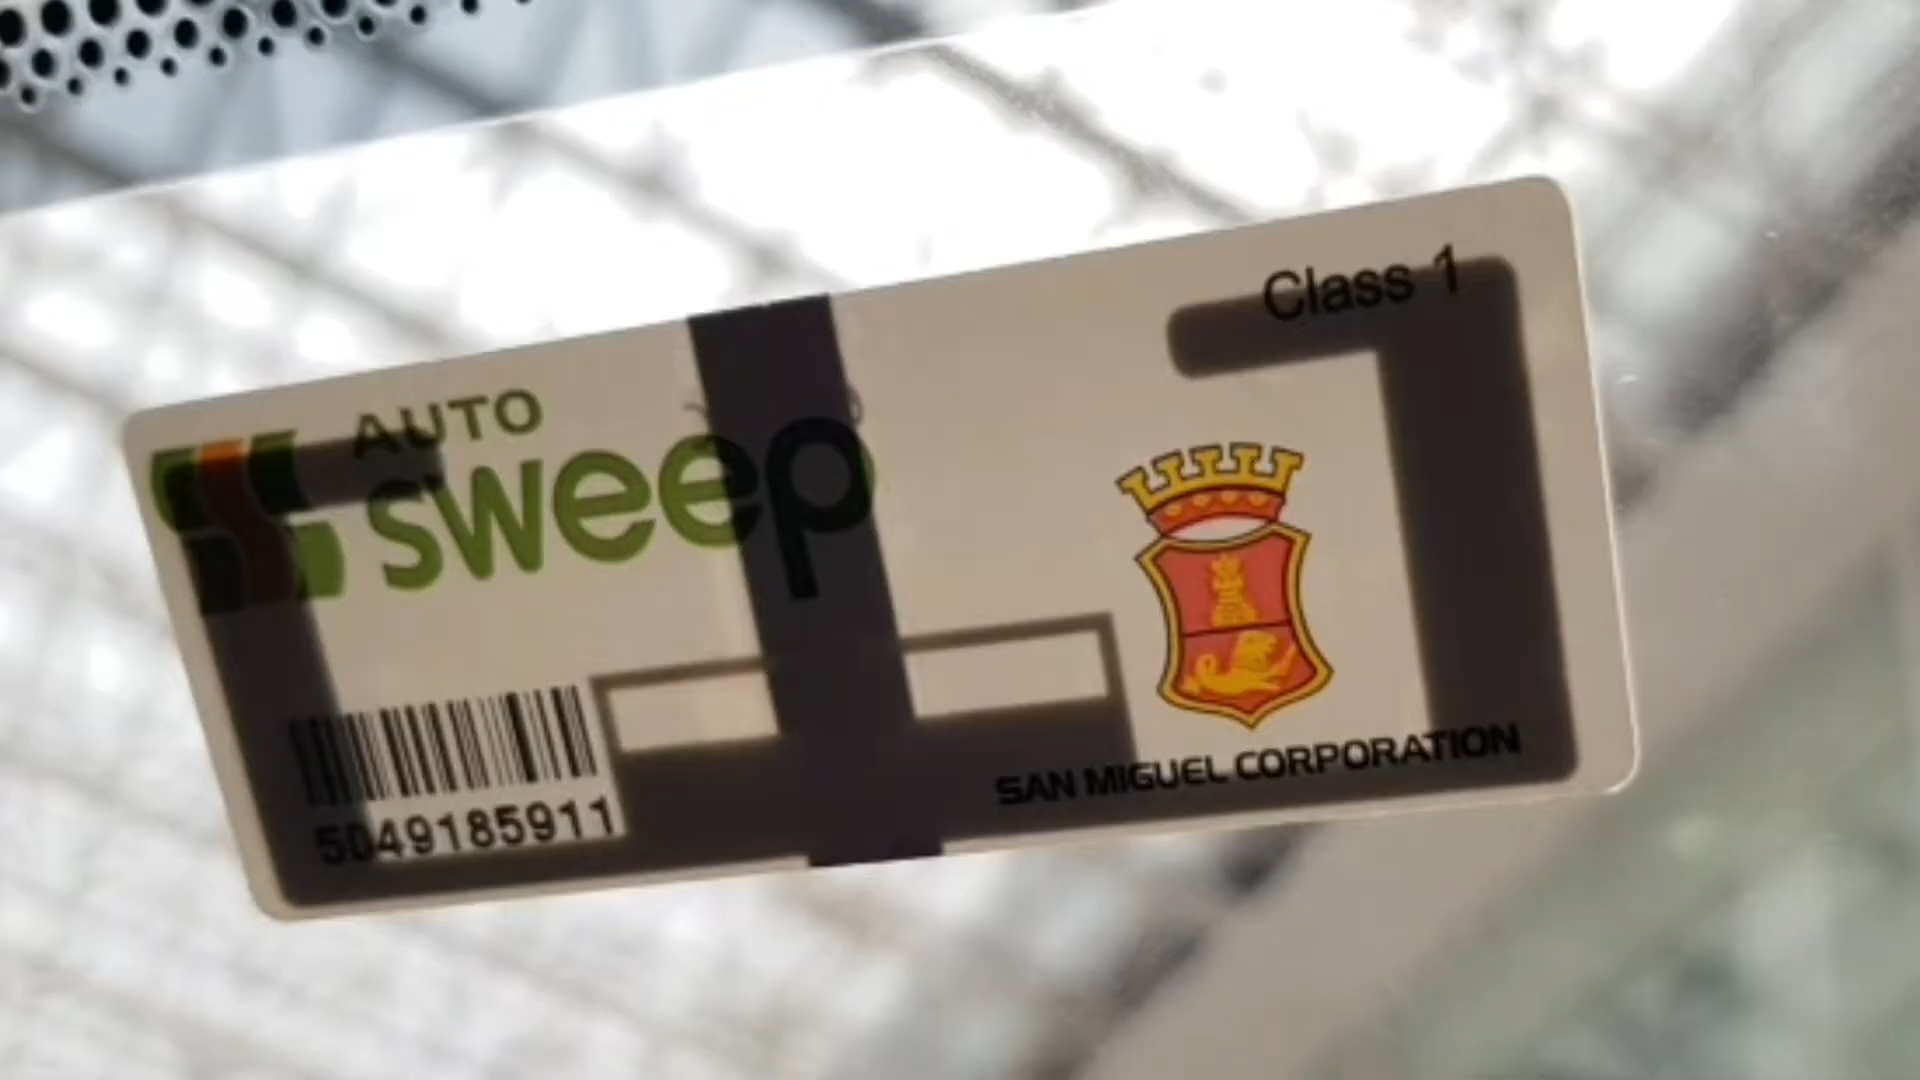 Class 1
AUTO
sweep
5049185911
SAN MIGUEL CORPORATION